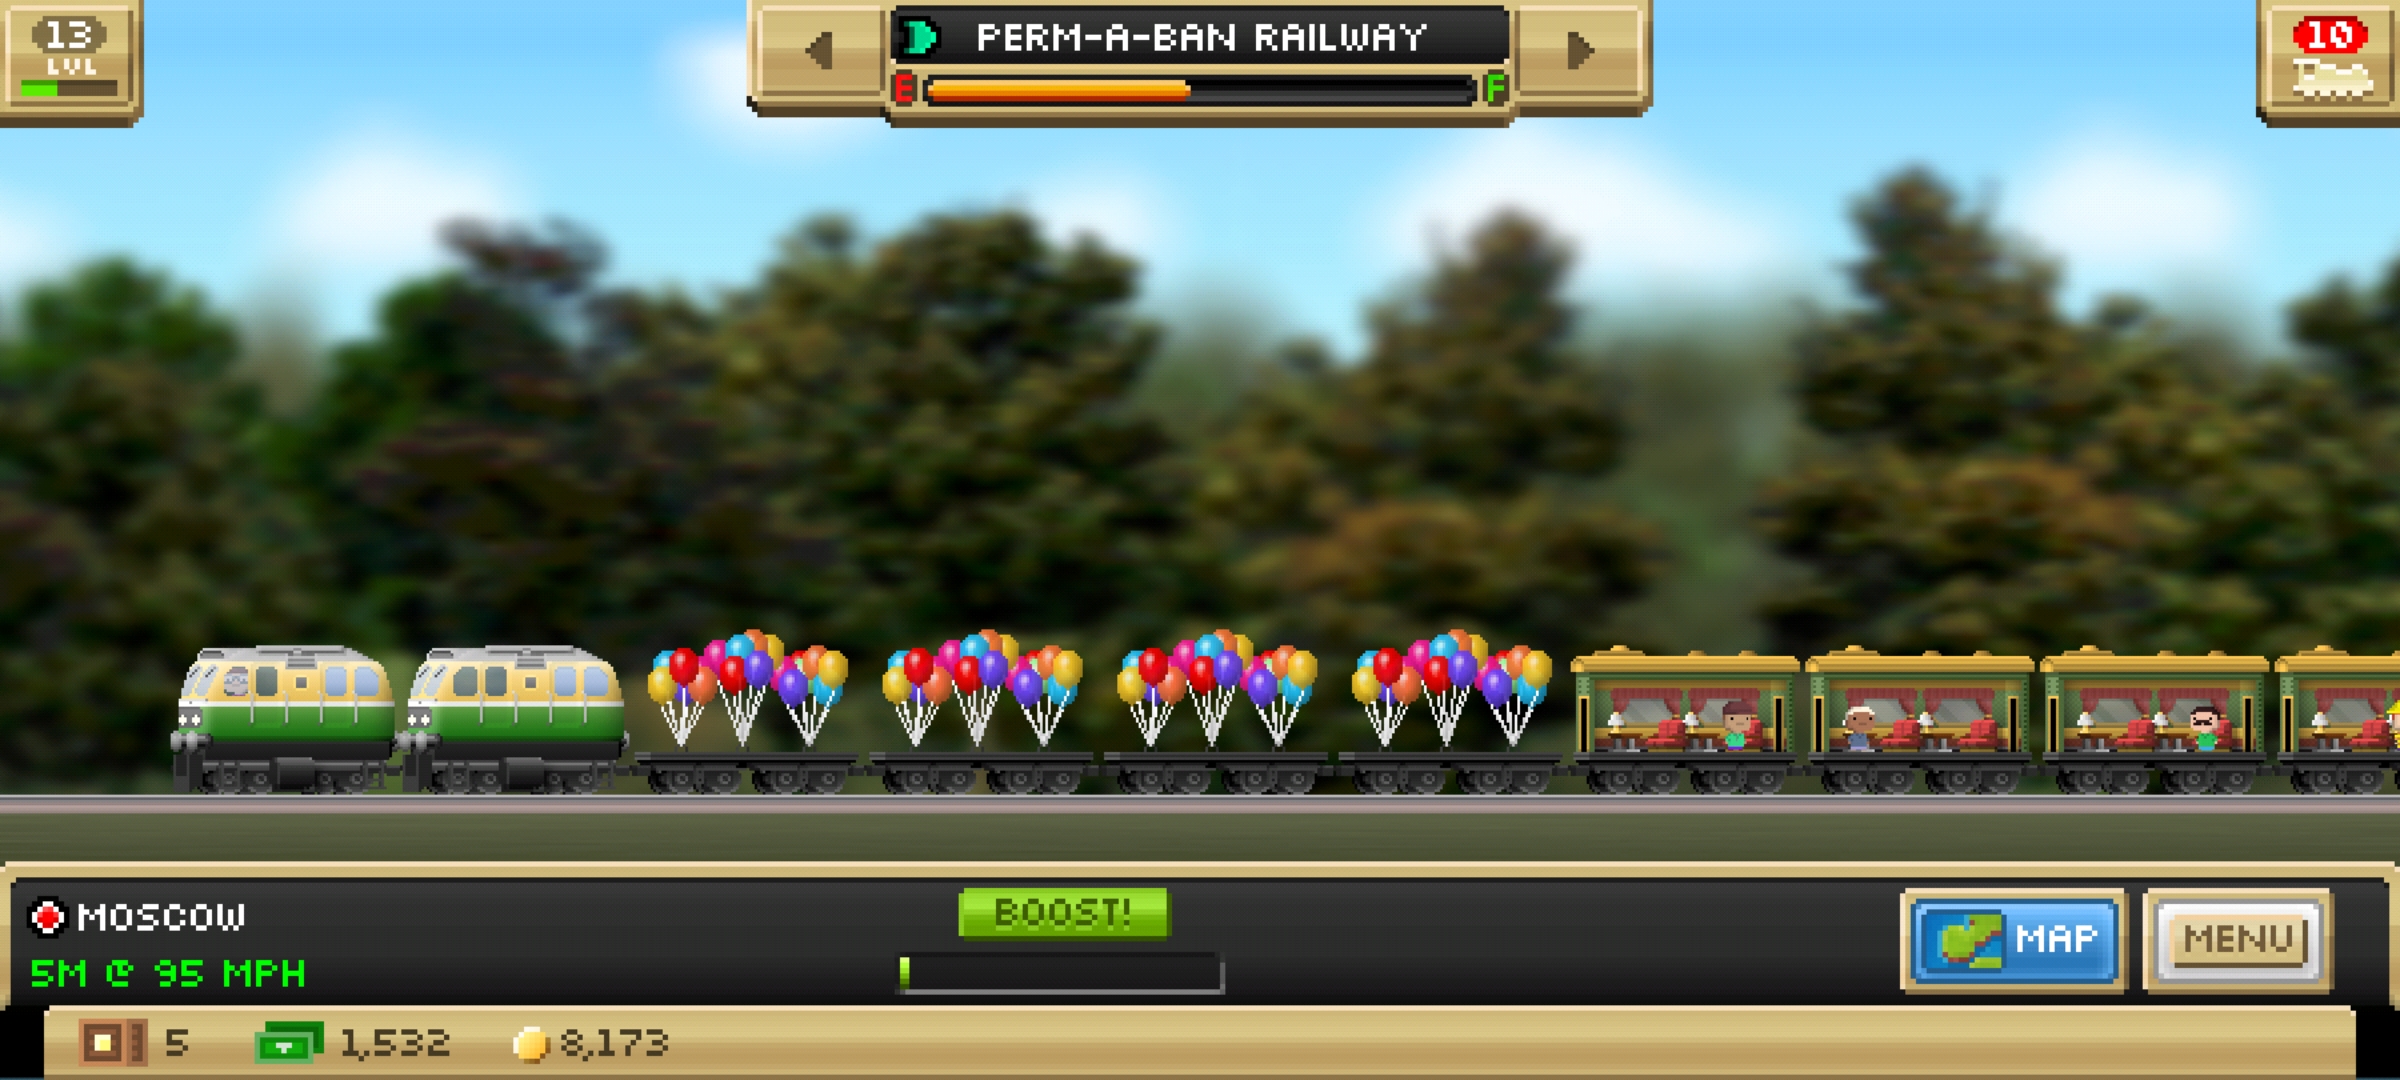 13
LVL
PERM-A-BAN RAILWAY
E F
10
MOSCOW
5M @ 95 MPH
BOOST!
MAP
MENU
5 1,532 8,173